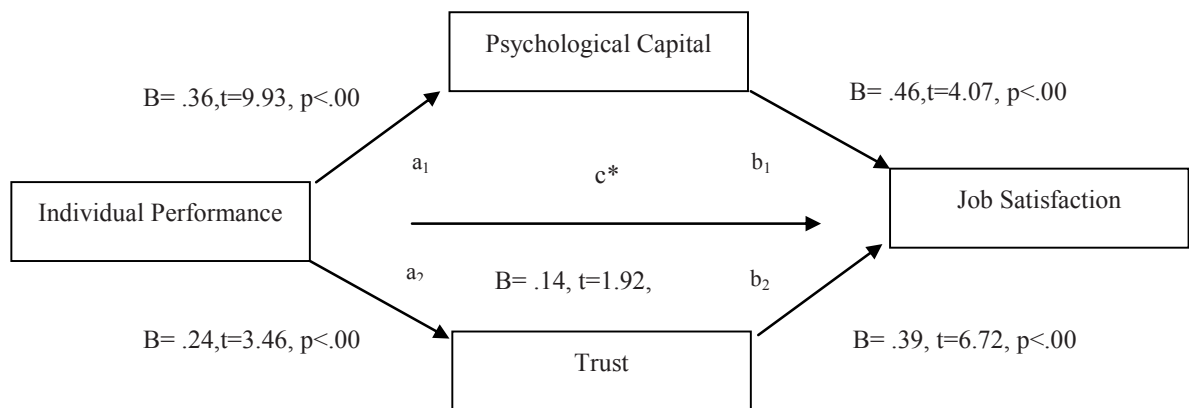 Psychological Capital
B= .36,t=9.93, p<.00
B= .46,t=4.07, p<.00
a₁
c*
b₁
Individual Performance
Job Satisfaction
a₂
B= .14, t=1.92,
b₂
B= .24,t=3.46, p<.00
B= .39, t=6.72, p<.00
Trust